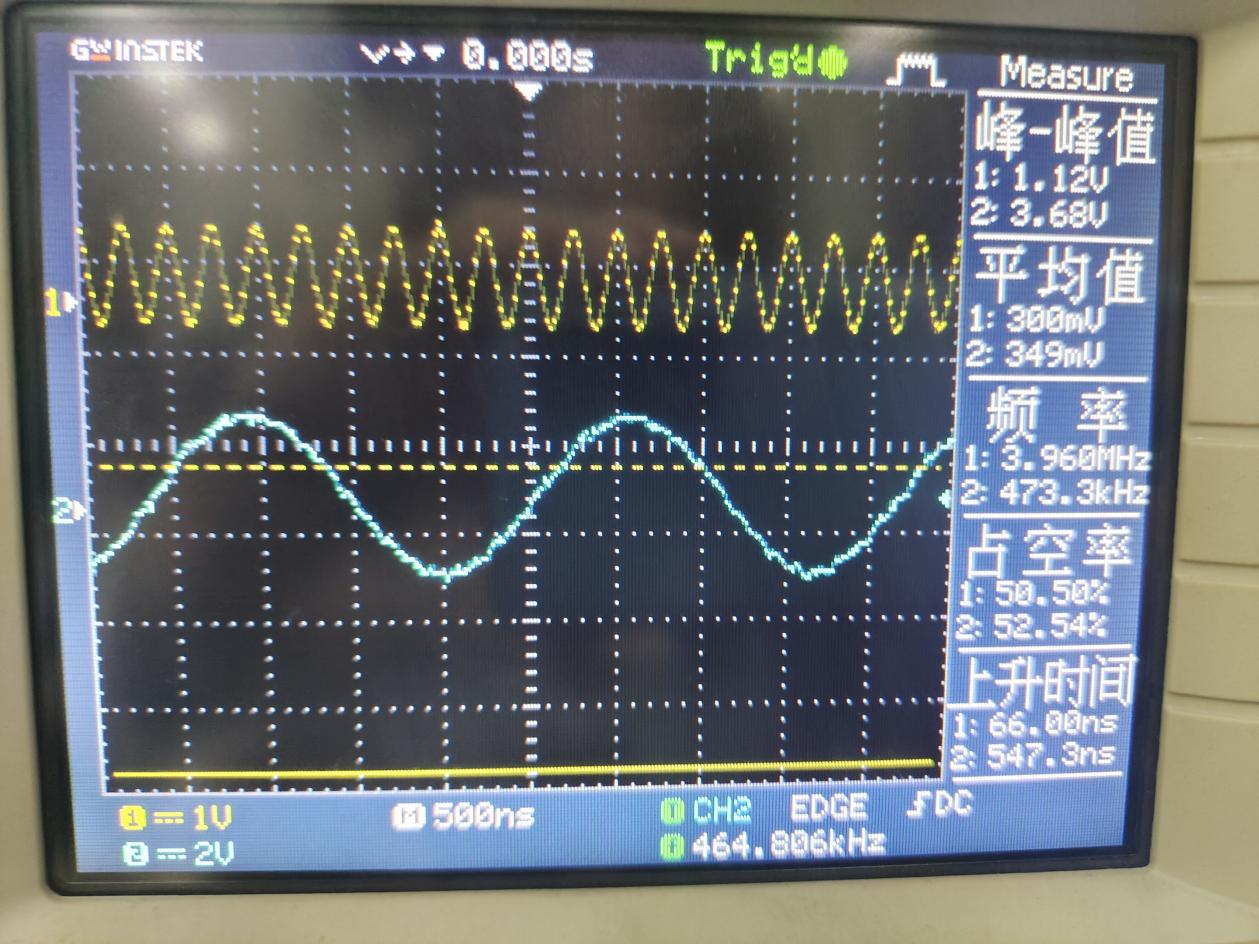 GWINSTEK 0.000s Trig'd Measure
峰-峰值
1: 1.12V
2: 3.68V
平均值
1: 300mV
2: 349mV
频 率
1: 3.960MHz
2: 473.3kHz
占空率
1: 50.50%
2: 52.54%
上升时间
1: 66.00ns
2: 547.3ns
1
2
1 1V M 500ns CH2 EDGE DC
2 2V 464.806kHz